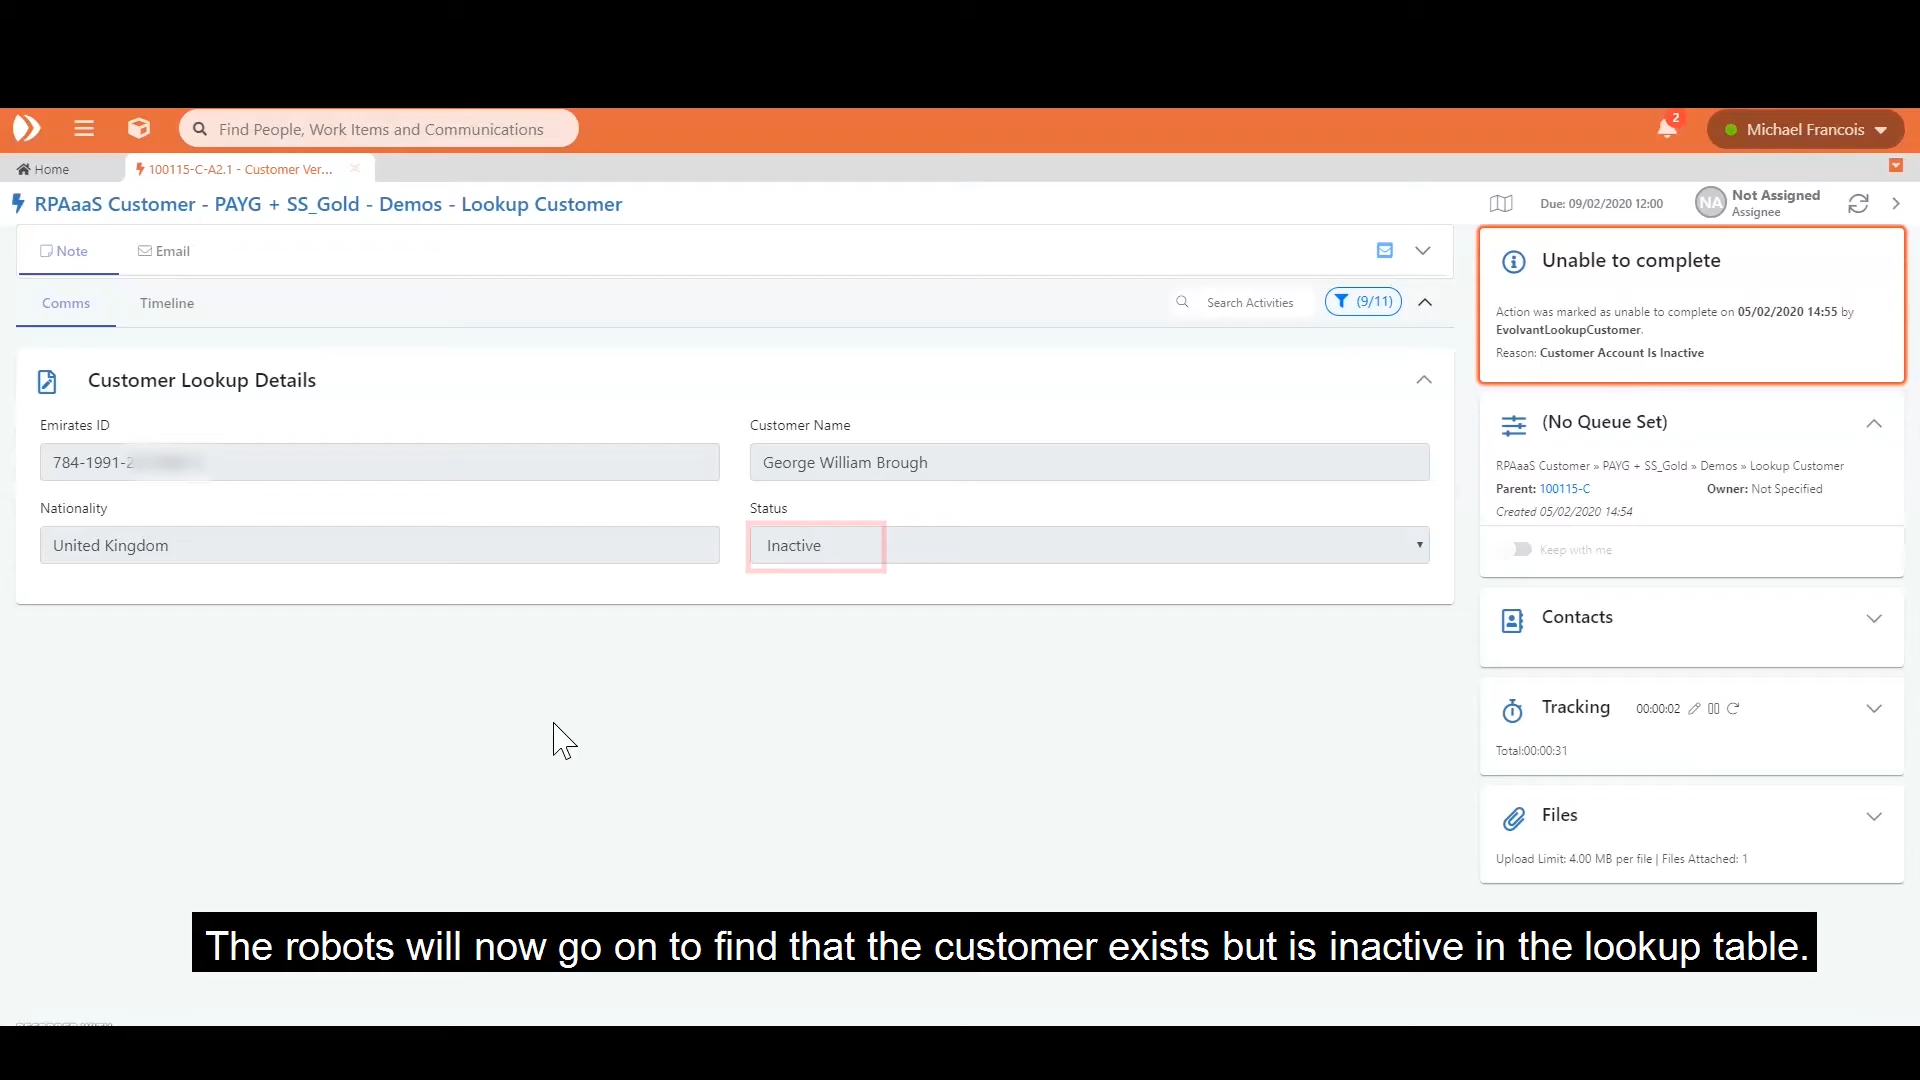 Find People, Work Items and Communications
2
Michael Francois
Home
100115-C-A2.1 - Customer Ver...
RPAaaS Customer - PAYG + SS_Gold - Demos - Lookup Customer
Due: 09/02/2020 12:00
NA
Not Assigned
Assignee
Note
Email
Comms
Timeline
Search Activities
(9/11)
Customer Lookup Details
Emirates ID
784-1991-2
Customer Name
George William Brough
Nationality
United Kingdom
Status
Inactive
Unable to complete
Action was marked as unable to complete on 05/02/2020 14:55 by
EvolvantLookupCustomer.
Reason: Customer Account Is Inactive
(No Queue Set)
RPAaaS Customer » PAYG + SS_Gold » Demos » Lookup Customer
Parent: 100115-C
Owner: Not Specified
Created 05/02/2020 14:54
Keep with me
Contacts
Tracking
00:00:02
Total:00:00:31
Files
Upload Limit: 4.00 MB per file | Files Attached: 1
The robots will now go on to find that the customer exists but is inactive in the lookup table.